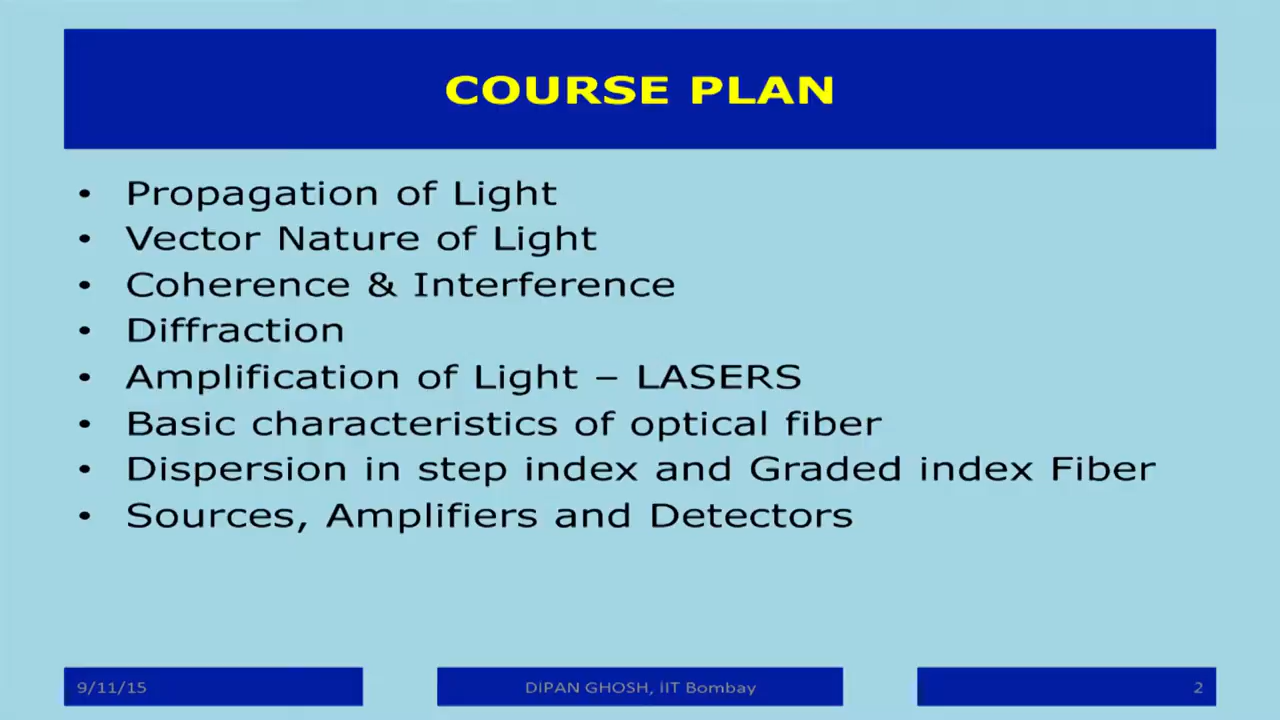 COURSE PLAN
• Propagation of Light
• Vector Nature of Light
• Coherence & Interference
• Diffraction
• Amplification of Light – LASERS
• Basic characteristics of optical fiber
• Dispersion in step index and Graded index Fiber
• Sources, Amplifiers and Detectors
9/11/15
DIPAN GHOSH, IIT Bombay
2